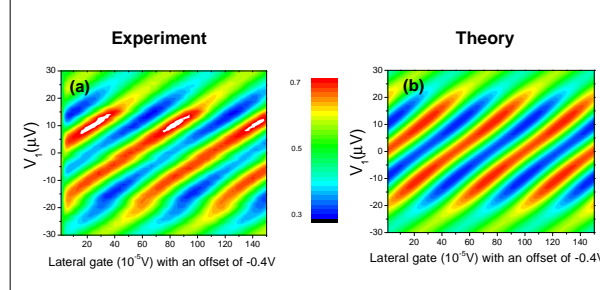 Experiment
Theory
(a)
V1(μV)
30
20
10
0
-10
-20
-30
20 40 60 80 100 120 140
Lateral gate (10-5V) with an offset of -0.4V
0.7
0.5
0.3
(b)
V1(μV)
30
20
10
0
-10
-20
-30
20 40 60 80 100 120 140
Lateral gate (10-5V) with an offset of -0.4V